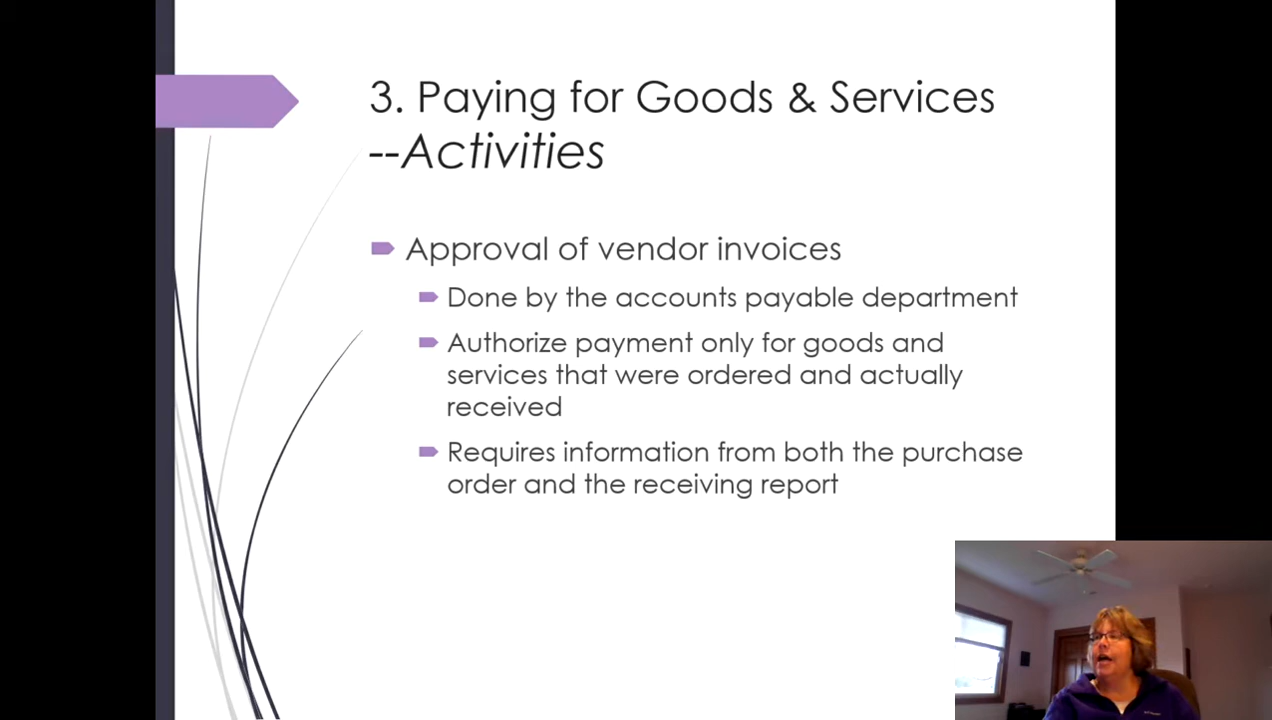 3. Paying for Goods & Services
--Activities
Approval of vendor invoices
Done by the accounts payable department
Authorize payment only for goods and
services that were ordered and actually
received
Requires information from both the purchase
order and the receiving report